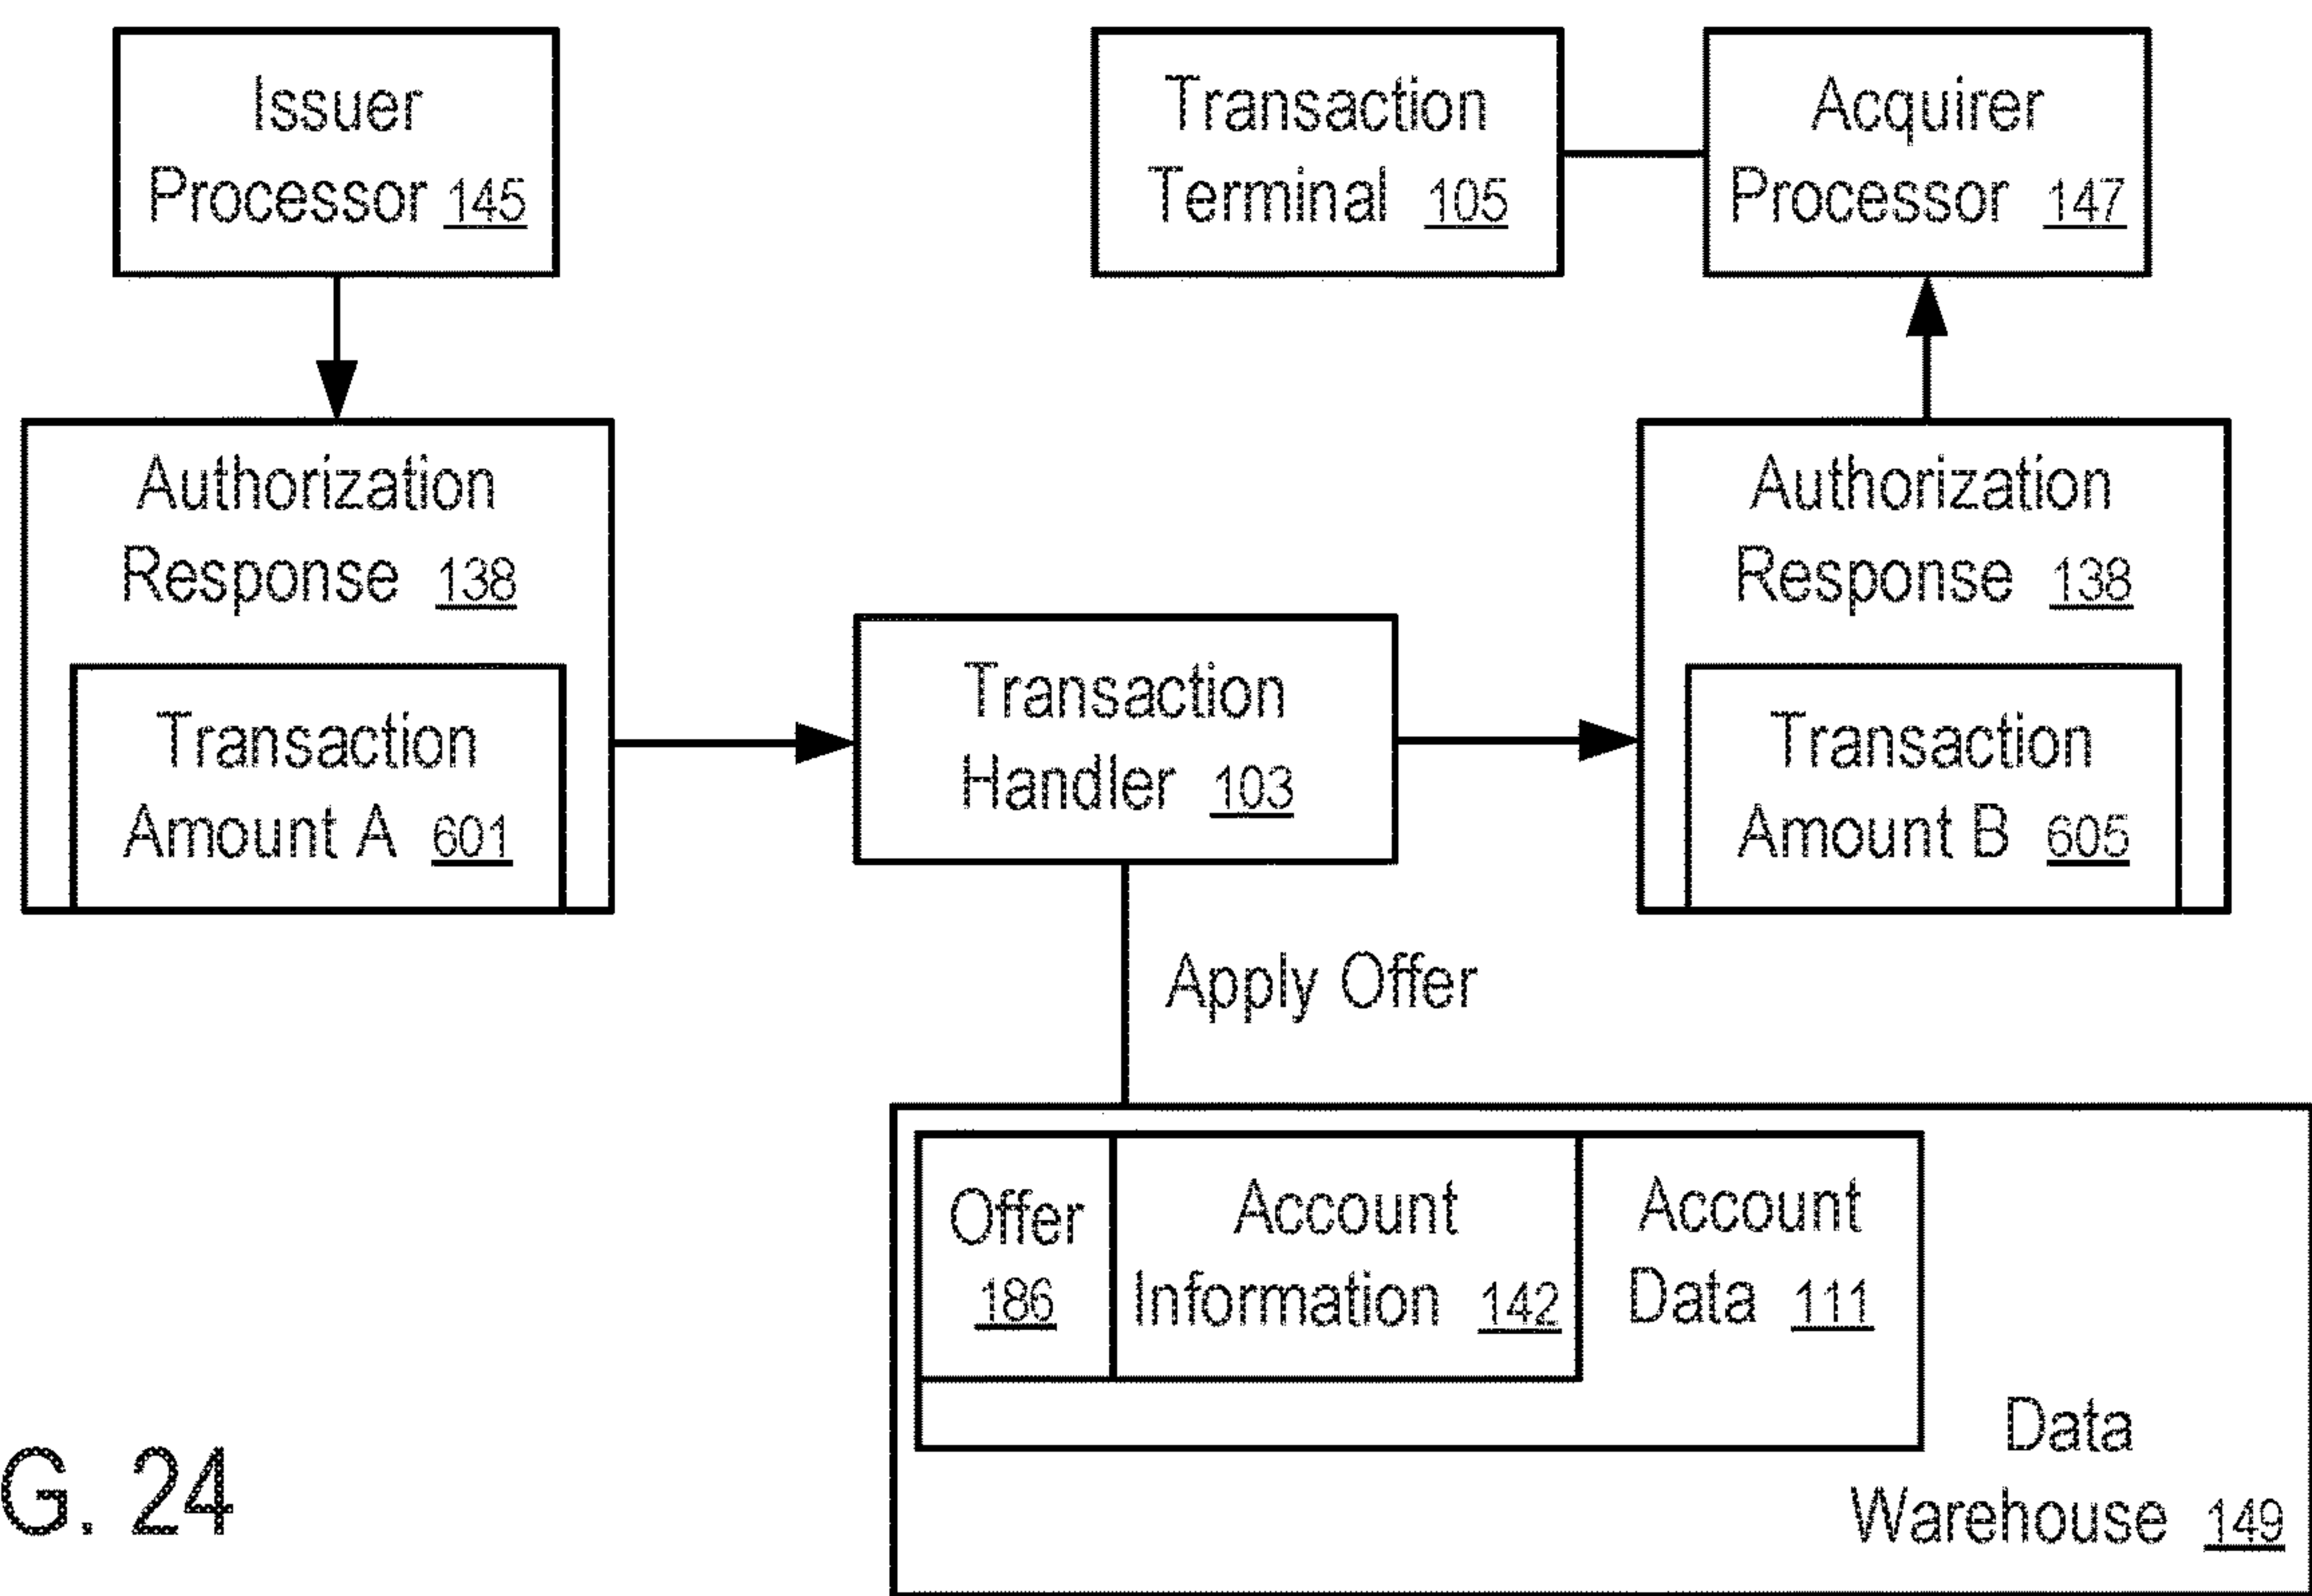 Issuer
Processor 145
Transaction
Terminal 105
Acquirer
Processor 147
Authorization
Response 138
Transaction
Amount A 601
Transaction
Handler 103
Authorization
Response 138
Transaction
Amount B 605
Apply Offer
Offer
186
Account
Information 142
Account
Data 111
Data
Warehouse 149
G. 24